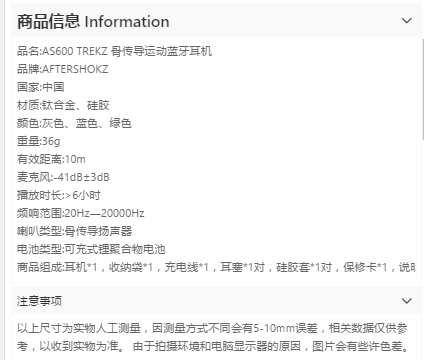 商品信息 Information
品名:AS600 TREKZ 骨传导运动蓝牙耳机
品牌:AFTERSHOKZ
国家:中国
材质:钛合金、硅胶
颜色:灰色、蓝色、绿色
重量:36g
有效距离:10m
麦克风:-41dB±3dB
播放时长:>6小时
频响范围:20Hz—20000Hz
喇叭类型:骨传导扬声器
电池类型:可充式锂聚合物电池
商品组成:耳机*1，收纳袋*1，充电线*1，耳塞*1对，硅胶套*1对，保修卡*1，说
注意事项
以上尺寸为实物人工测量，因测量方式不同会有5-10mm误差，相关数据仅供参
考，以收到实物为准。 由于拍摄环境和电脑显示器的原因，图片会有些许色差。